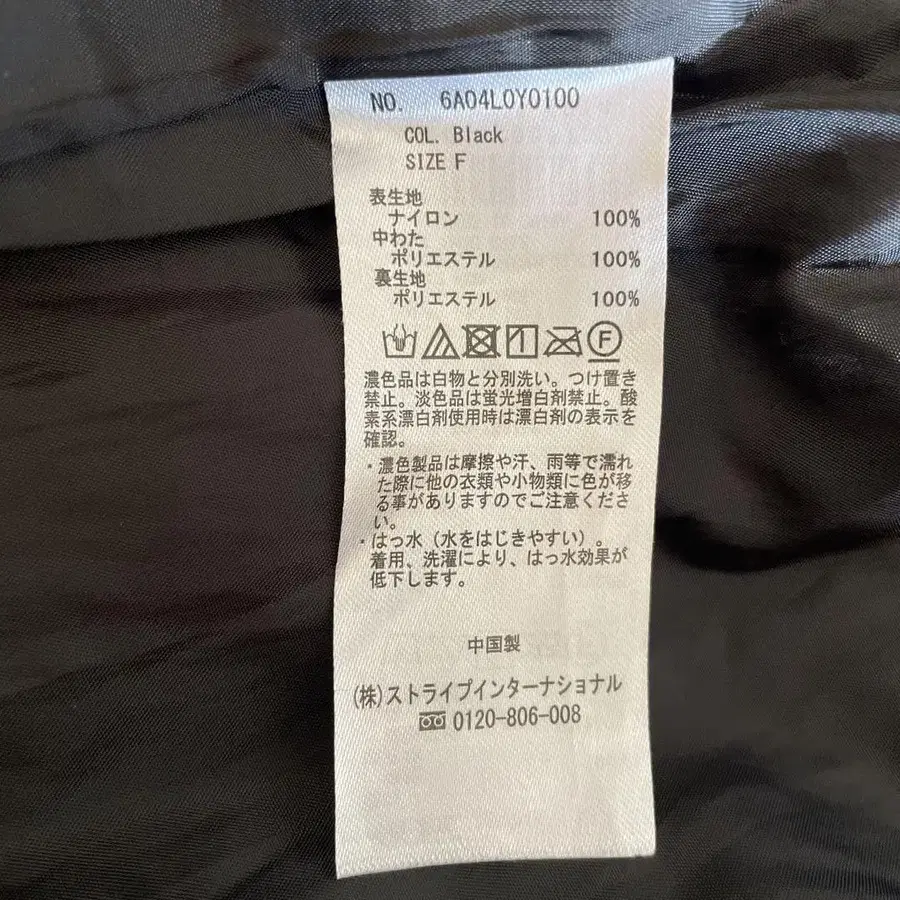 NO. 6A04L0Y0100
COL. Black
SIZE F
表生地
ナイロン 100%
中わた
ポリエステル 100%
裏生地
ポリエステル 100%
F
濃色品は白物と分別洗い。つけ置き
禁止。淡色品は蛍光増白剤禁止。酸
素系漂白剤使用時は漂白剤の表示を
確認。
・濃色製品は摩擦や汗、雨等で濡れ
た際に他の衣類や小物類に色が移
る事がありますのでご注意くださ
い。
・はっ水（水をはじきやすい）。
着用、洗濯により、はっ水効果が
低下します。
中国製
(株)ストライプインターナショナル
0120-806-008